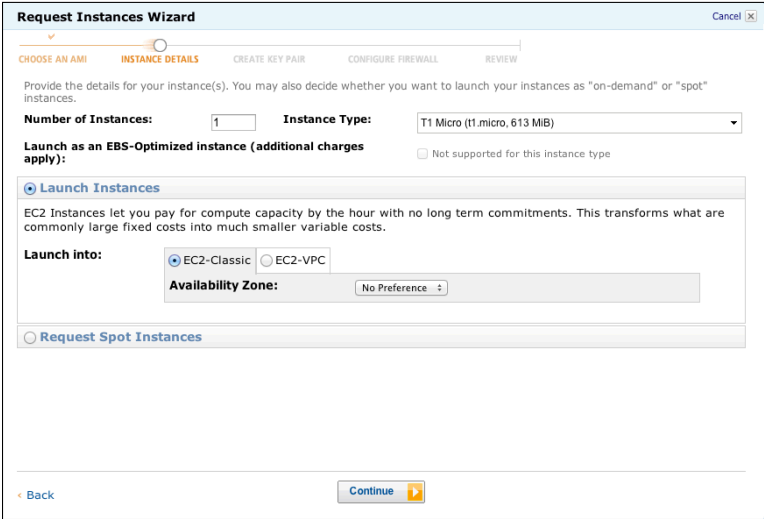 Request Instances Wizard
Cancel
CHOOSE AN AMI
INSTANCE DETAILS
CREATE KEY PAIR
CONFIGURE FIREWALL
REVIEW
Provide the details for your instance(s). You may also decide whether you want to launch your instances as "on-demand" or "spot"
instances.
Number of Instances: 1 Instance Type: T1 Micro (t1.micro, 613 MiB)
Launch as an EBS-Optimized instance (additional charges
apply):
Not supported for this instance type
Launch Instances
EC2 Instances let you pay for compute capacity by the hour with no long term commitments. This transforms what are
commonly large fixed costs into much smaller variable costs.
Launch into: EC2-Classic EC2-VPC
Availability Zone: No Preference
Request Spot Instances
Back
Continue